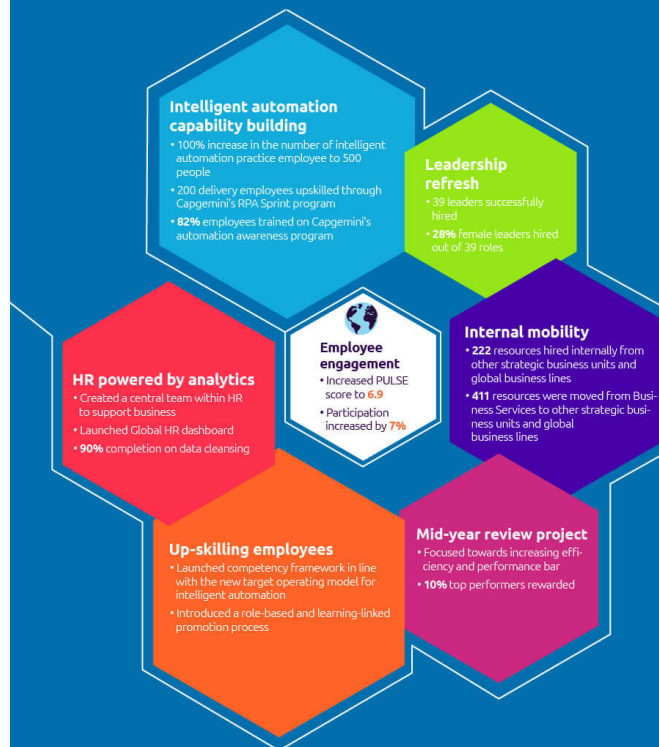 Intelligent automation
capability building
• 100% increase in the number of intelligent
automation practice employee to 500
people
• 200 delivery employees upskilled through
Capgemini's RPA Sprint program
• 82% employees trained on Capgemini's
automation awareness program
Leadership
refresh
• 39 leaders successfully
hired
• 28% female leaders hired
out of 39 roles
Employee
engagement
• Increased PULSE
score to 6.9
• Participation
increased by 7%
Internal mobility
• 222 resources hired internally from
other strategic business units and
global business lines
• 411 resources were moved from Busi-
ness Services to other strategic busi-
ness units and global
business lines
HR powered by analytics
• Created a central team within HR
to support business
• Launched Global HR dashboard
• 90% completion on data cleansing
Up-skilling employees
• Launched competency framework in line
with the new target operating model for
intelligent automation
• Introduced a role-based and learning-linked
promotion process
Mid-year review project
• Focused towards increasing effi-
ciency and performance bar
• 10% top performers rewarded